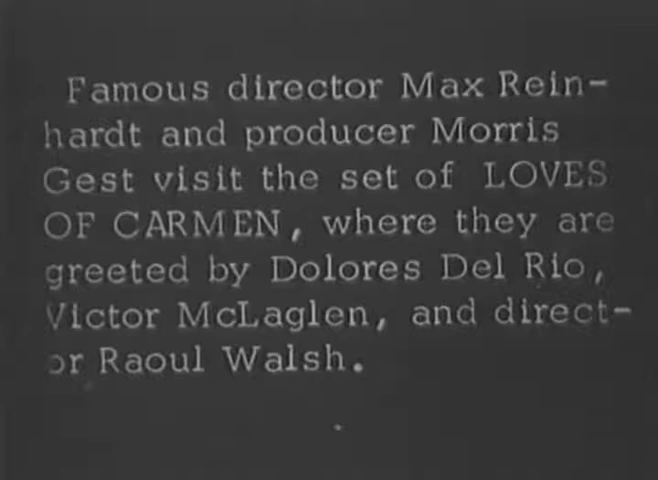 Famous director Max Rein-
hardt and producer Morris
Gest visit the set of LOVES
OF CARMEN, where they are
greeted by Dolores Del Rio,
Victor McLaglen, and direct-
or Raoul Walsh.